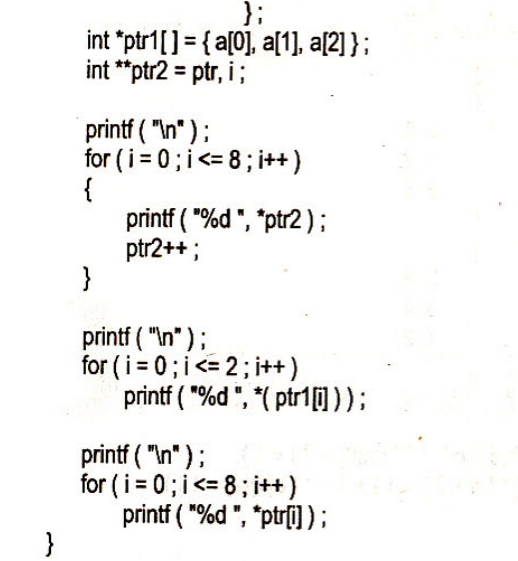 };
int *ptr1[ ] = { a[0], a[1], a[2] } ;
int **ptr2 = ptr, i ;
printf ( "\n" ) ;
for ( i = 0 ; i <= 8 ; i++ )
{
printf ( "%d ", *ptr2 ) ;
ptr2++ ;
}
printf ( "\n" ) ;
for ( i = 0 ; i <= 2 ; i++ )
printf ( "%d ", *( ptr1[i] ) ) ;
printf ( "\n" ) ;
for ( i = 0 ; i <= 8 ; i++ )
printf ( "%d ", *ptr[i] ) ;
}